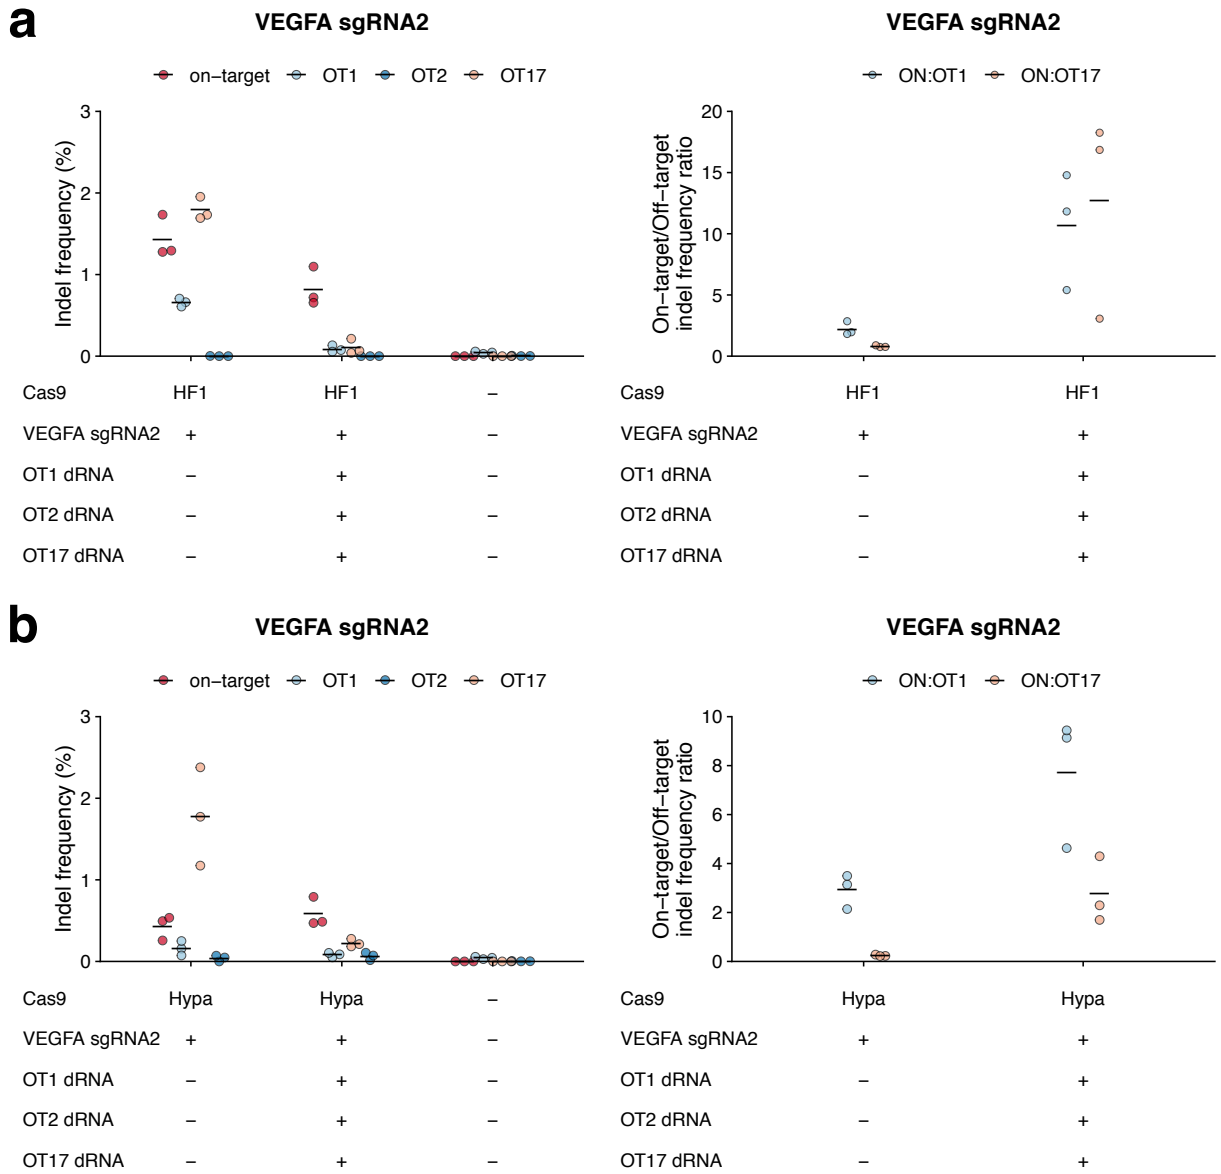 a
VEGFA sgRNA2
on−target OT1 OT2 OT17
Indel frequency (%)
3
2
1
0
Cas9 HF1 HF1 −
VEGFA sgRNA2 + + −
OT1 dRNA − + −
OT2 dRNA − + −
OT17 dRNA − + −
VEGFA sgRNA2
ON:OT1 ON:OT17
On−target/Off−target
indel frequency ratio
20
15
10
5
0
Cas9 HF1 HF1
VEGFA sgRNA2 + +
OT1 dRNA − +
OT2 dRNA − +
OT17 dRNA − +
b
VEGFA sgRNA2
on−target OT1 OT2 OT17
Indel frequency (%)
3
2
1
0
Cas9 Hypa Hypa −
VEGFA sgRNA2 + + −
OT1 dRNA − + −
OT2 dRNA − + −
OT17 dRNA − + −
VEGFA sgRNA2
ON:OT1 ON:OT17
On−target/Off−target
indel frequency ratio
10
8
6
4
2
0
Cas9 Hypa Hypa
VEGFA sgRNA2 + +
OT1 dRNA − +
OT2 dRNA − +
OT17 dRNA − +